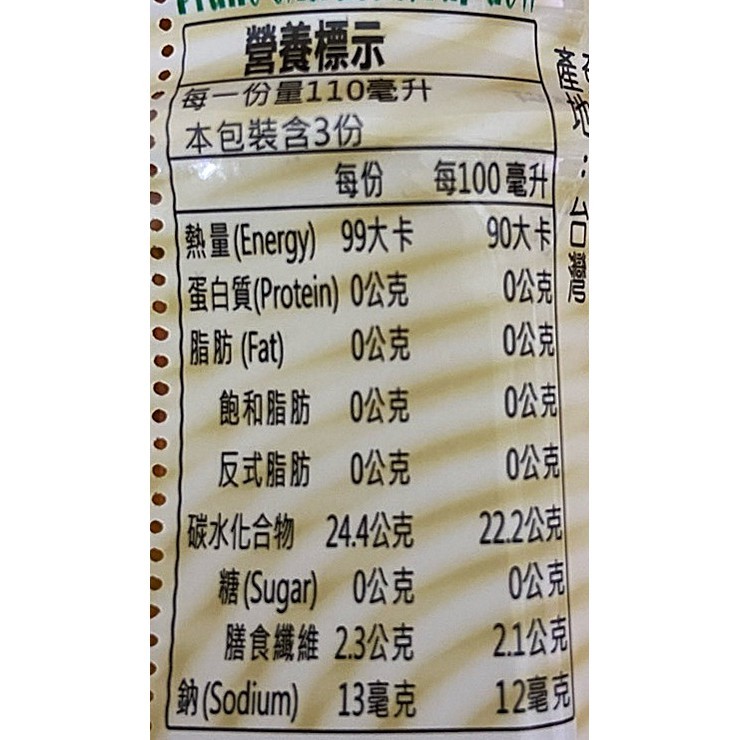 營養標示
每一份量110毫升
本包裝含3份
每份 每100毫升
熱量(Energy) 99大卡 90大卡
蛋白質(Protein) 0公克 0公克
脂肪(Fat) 0公克 0公克
飽和脂肪 0公克 0公克
反式脂肪 0公克 0公克
碳水化合物 24.4公克 22.2公克
糖(Sugar) 0公克 0公克
膳食纖維 2.3公克 2.1公克
鈉(Sodium) 13毫克 12毫克
產地:台灣